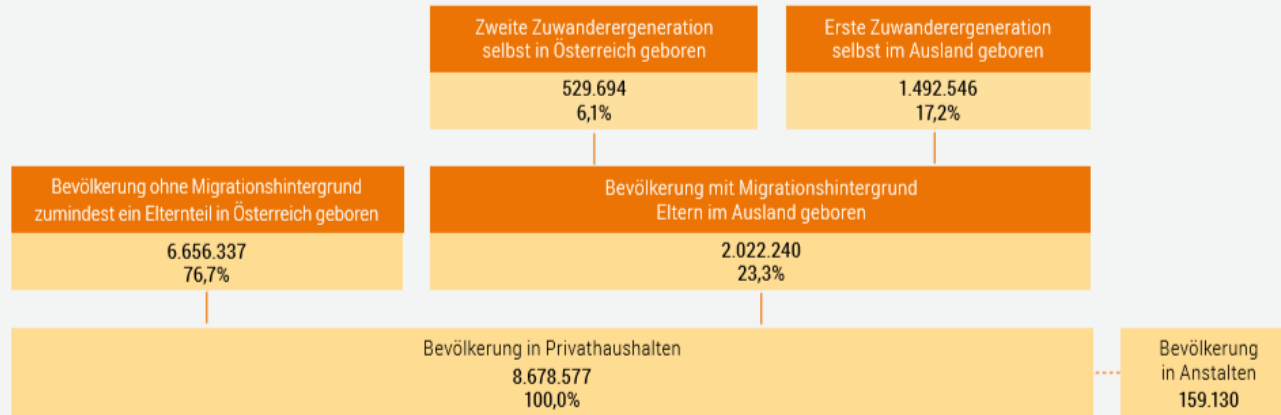 Zweite Zuwanderergeneration
selbst in Österreich geboren
529.694
6,1%
Erste Zuwanderergeneration
selbst im Ausland geboren
1.492.546
17,2%
Bevölkerung ohne Migrationshintergrund
zumindest ein Elternteil in Österreich geboren
6.656.337
76,7%
Bevölkerung mit Migrationshintergrund
Eltern im Ausland geboren
2.022.240
23,3%
Bevölkerung in Privathaushalten
8.678.577
100,0%
Bevölkerung
in Anstalten
159.130